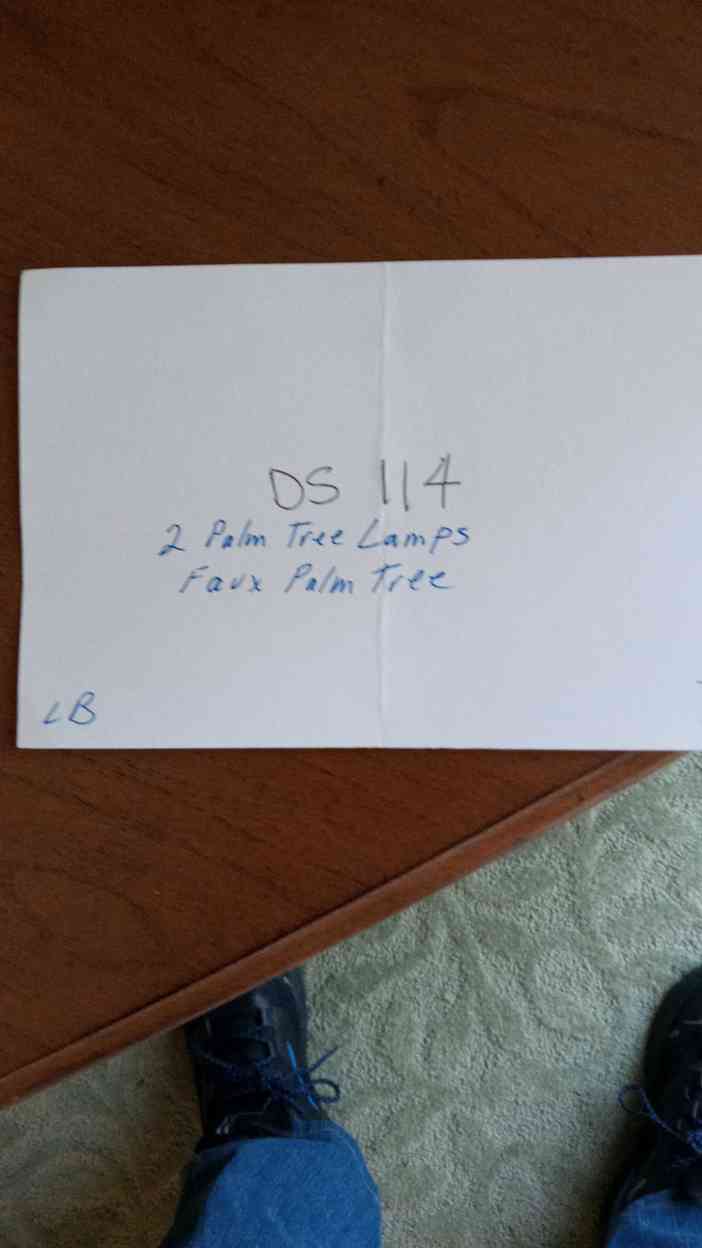 DS 114
2 Palm Tree Lamps
Faux Palm Tree
LB